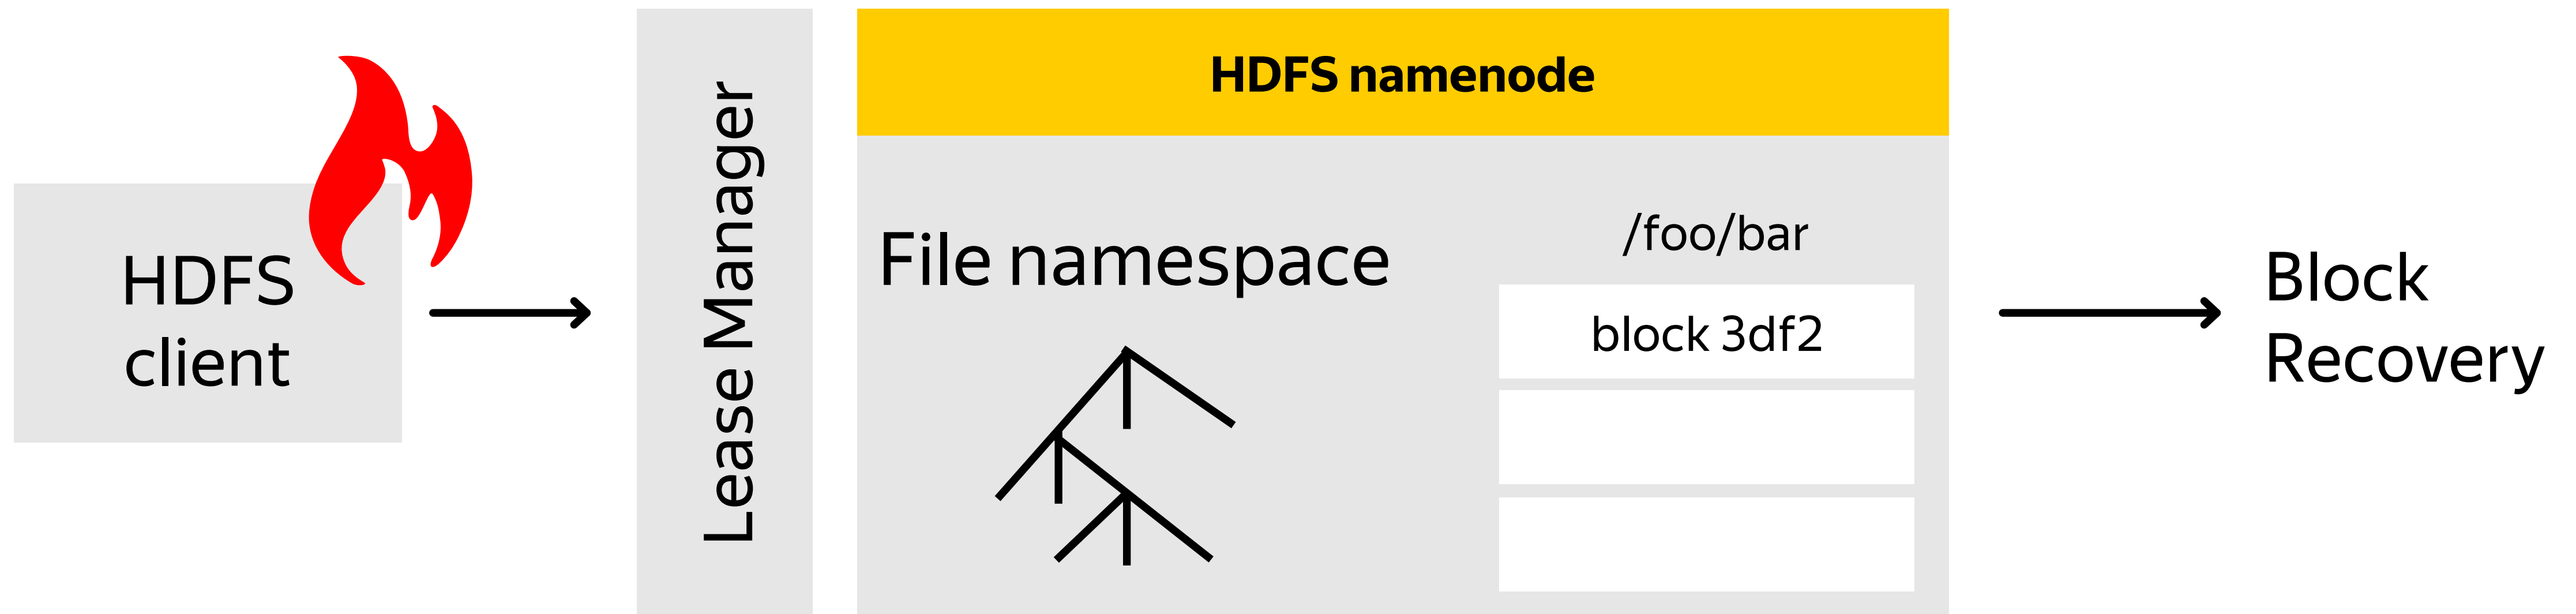 HDFS
client
Lease Manager
HDFS namenode
File namespace
/foo/bar
block 3df2
Block
Recovery